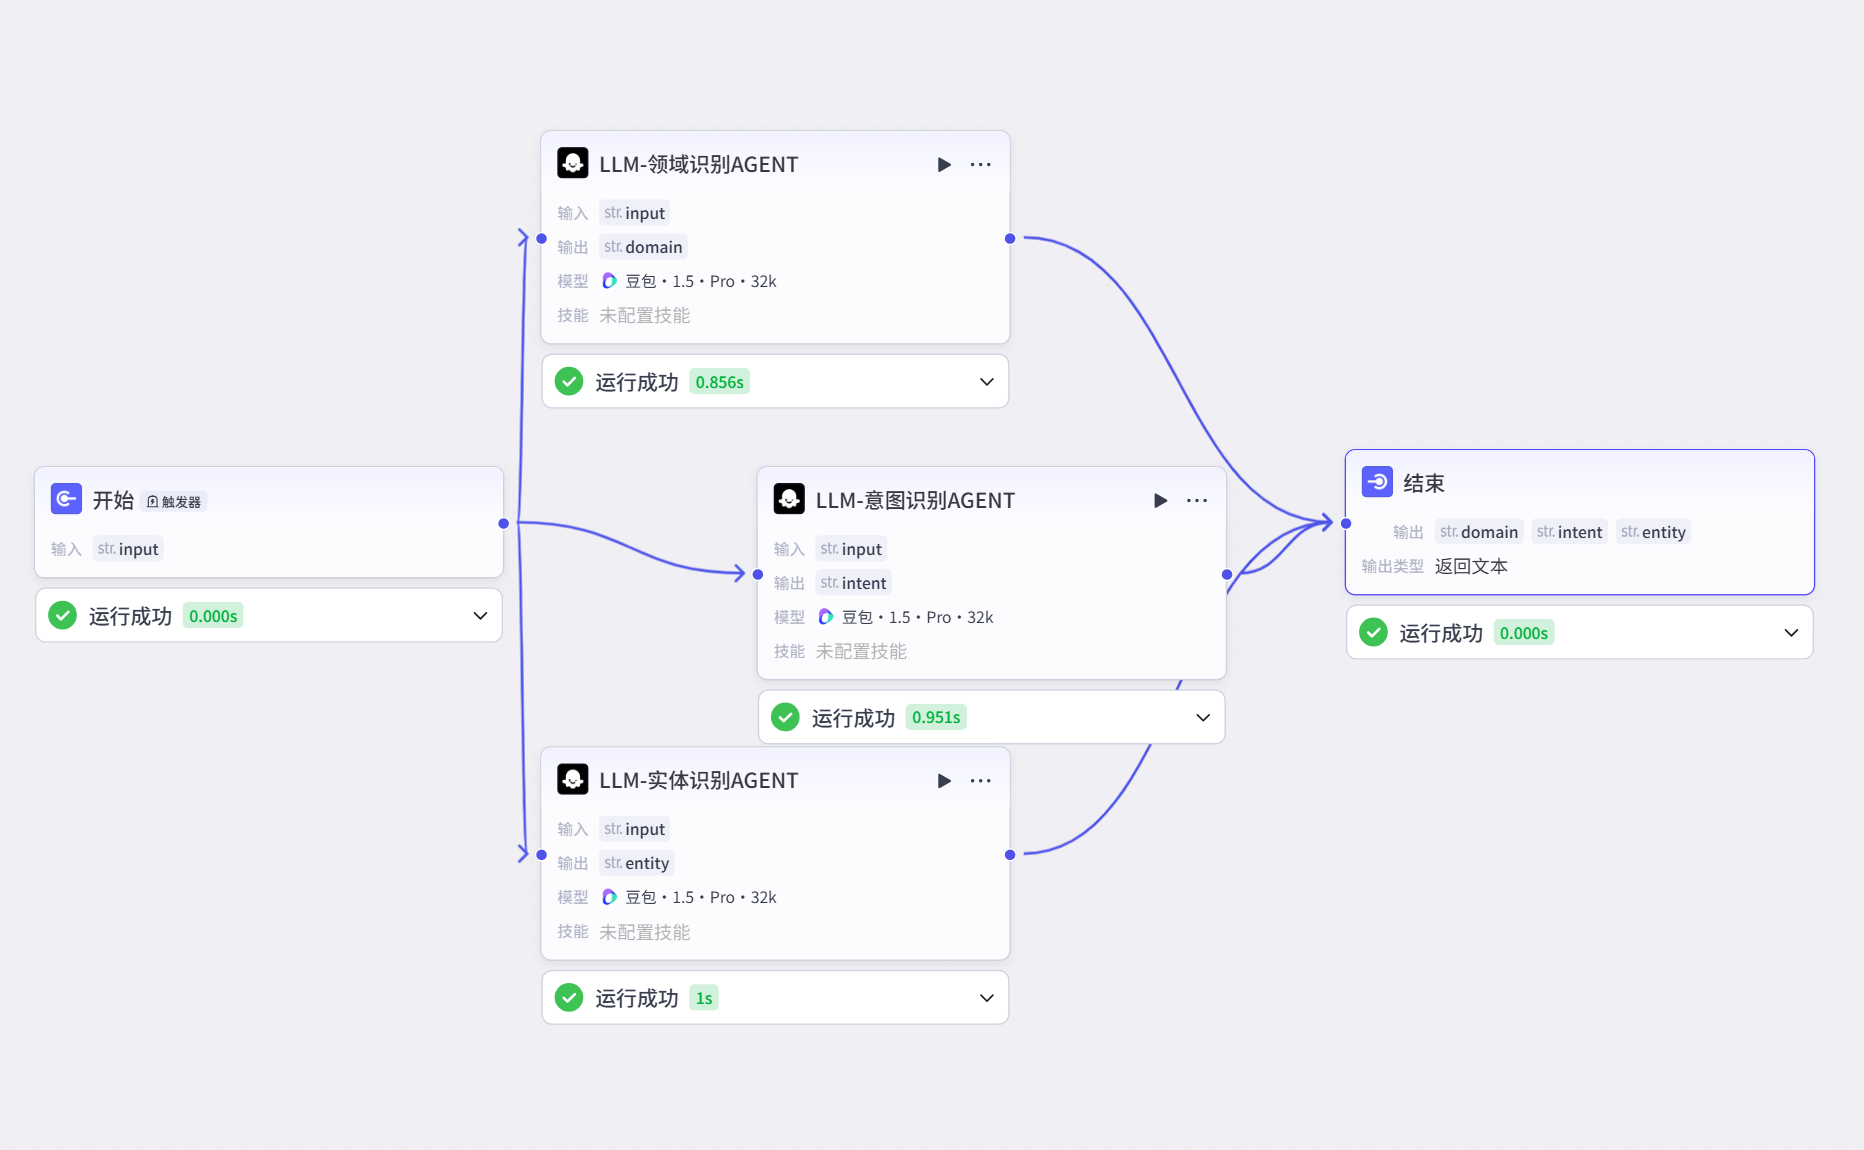 开始 触发器
输入 str. input
运行成功 0.000s
LLM-领域识别AGENT
输入 str. input
输出 str. domain
模型 豆包・1.5・Pro・32k
技能 未配置技能
运行成功 0.856s
LLM-意图识别AGENT
输入 str. input
输出 str. intent
模型 豆包・1.5・Pro・32k
技能 未配置技能
运行成功 0.951s
LLM-实体识别AGENT
输入 str. input
输出 str. entity
模型 豆包・1.5・Pro・32k
技能 未配置技能
运行成功 1s
结束
输出 str. domain str. intent str. entity
输出类型 返回文本
运行成功 0.000s